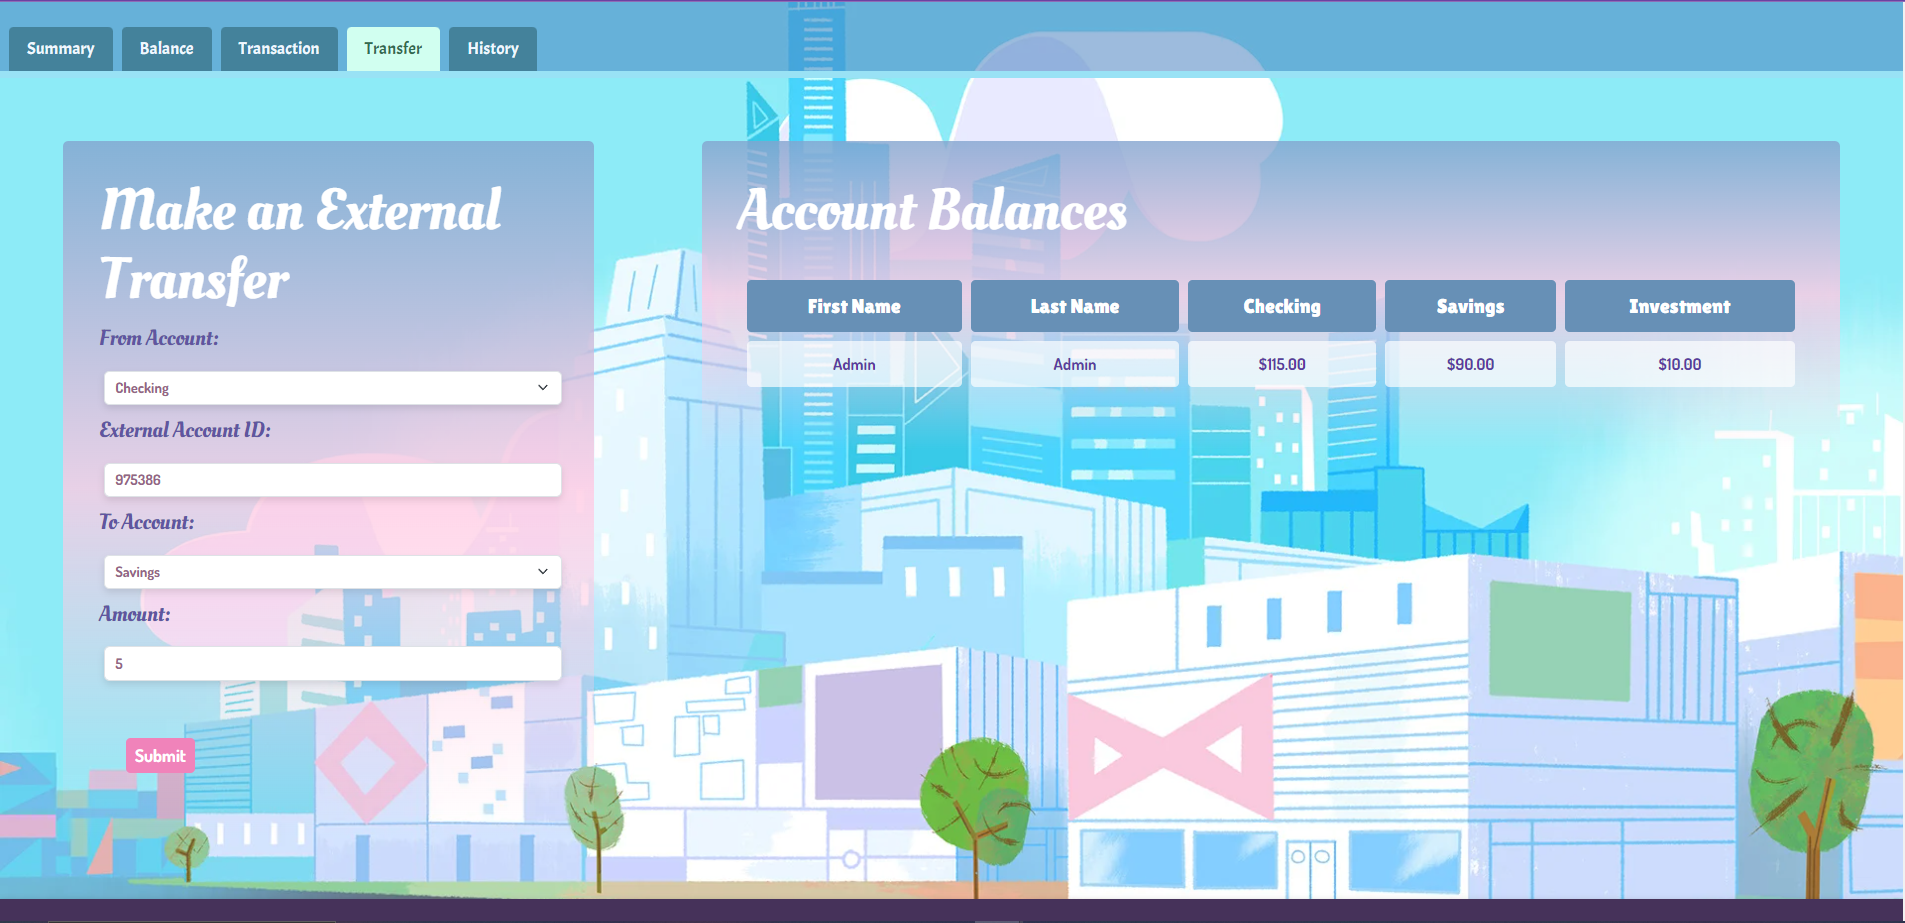 Summary Balance Transaction Transfer History
Make an External
Transfer
From Account:
Checking
External Account ID:
975386
To Account:
Savings
Amount:
5
Submit
Account Balances
First Name Last Name Checking Savings Investment
Admin Admin $115.00 $90.00 $10.00